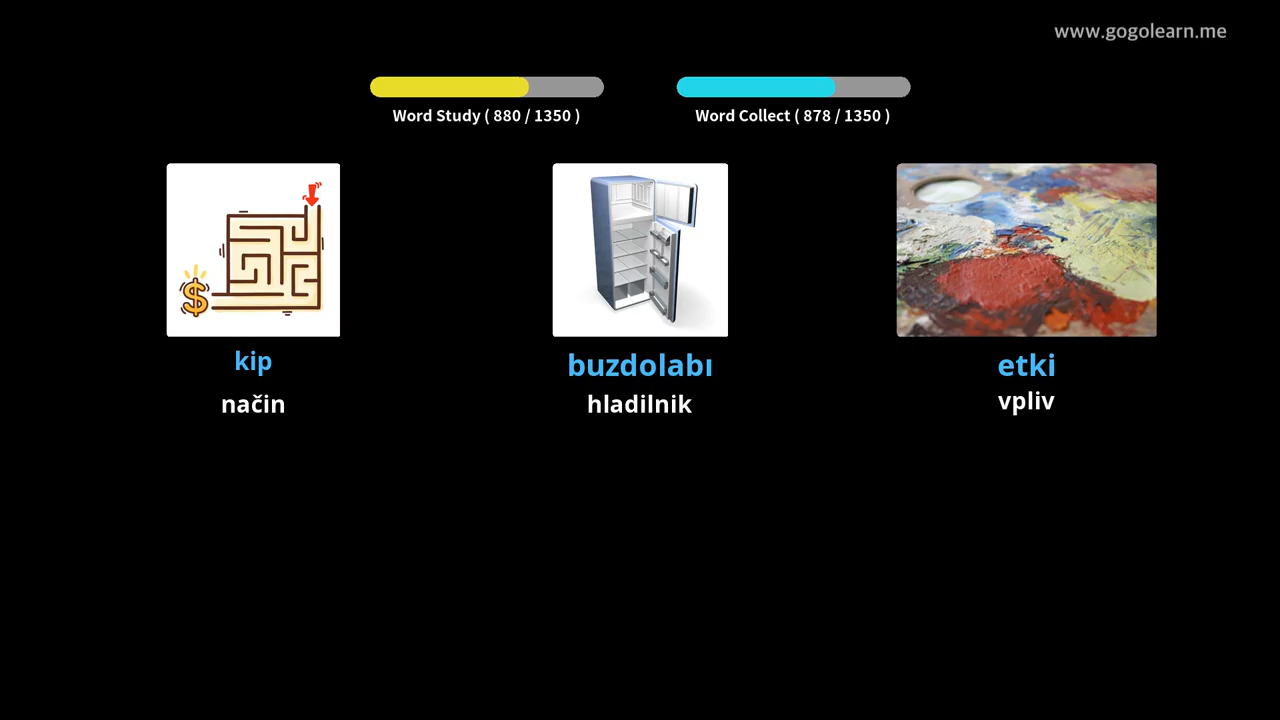 www.gogolearn.me
Word Study ( 880 / 1350 )
Word Collect ( 878 / 1350 )
kip
način
buzdolabı
hladilnik
etki
vpliv